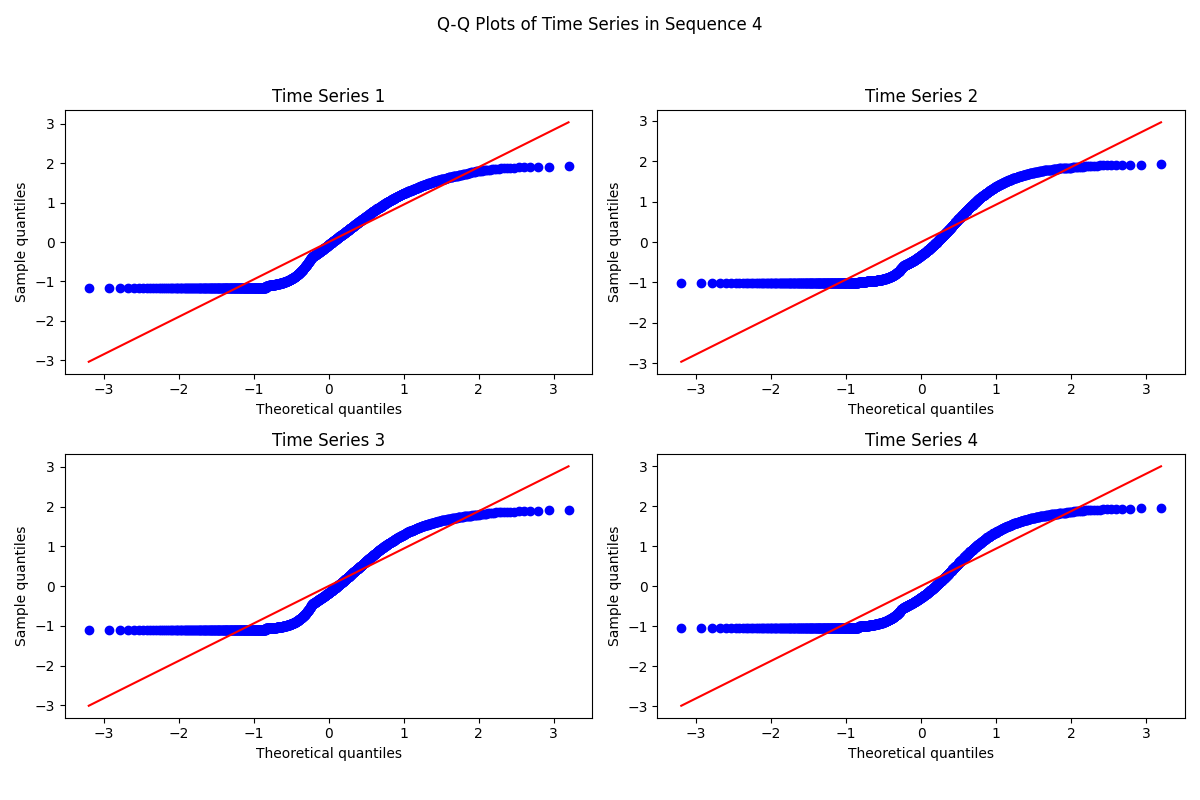 Q-Q Plots of Time Series in Sequence 4
Time Series 1
3
2
1
0
−1
−2
−3
Sample quantiles
−3 −2 −1 0 1 2 3
Theoretical quantiles
Time Series 2
3
2
1
0
−1
−2
−3
Sample quantiles
−3 −2 −1 0 1 2 3
Theoretical quantiles
Time Series 3
3
2
1
0
−1
−2
−3
Sample quantiles
−3 −2 −1 0 1 2 3
Theoretical quantiles
Time Series 4
3
2
1
0
−1
−2
−3
Sample quantiles
−3 −2 −1 0 1 2 3
Theoretical quantiles